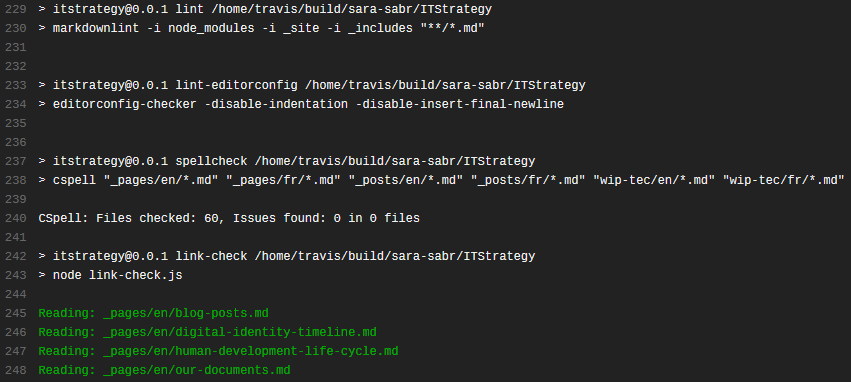 229 > itstrategy@0.0.1 lint /home/travis/build/sara-sabr/ITStrategy
230 > markdownlint -i node_modules -i _site -i _includes "**/*.md"
231
232
233 > itstrategy@0.0.1 lint-editorconfig /home/travis/build/sara-sabr/ITStrategy
234 > editorconfig-checker -disable-indentation -disable-insert-final-newline
235
236
237 > itstrategy@0.0.1 spellcheck /home/travis/build/sara-sabr/ITStrategy
238 > cspell "_pages/en/*.md" "_pages/fr/*.md" "_posts/en/*.md" "_posts/fr/*.md" "wip-tec/en/*.md" "wip-tec/fr/*.md"
239
240 CSpell: Files checked: 60, Issues found: 0 in 0 files
241
242 > itstrategy@0.0.1 link-check /home/travis/build/sara-sabr/ITStrategy
243 > node link-check.js
244
245 Reading: _pages/en/blog-posts.md
246 Reading: _pages/en/digital-identity-timeline.md
247 Reading: _pages/en/human-development-life-cycle.md
248 Reading: _pages/en/our-documents.md